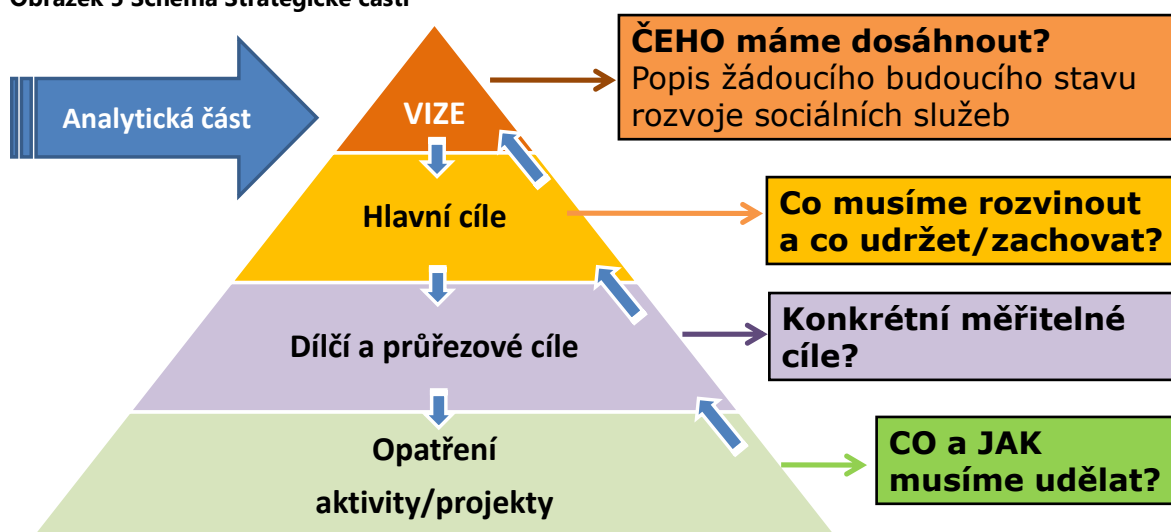 Obrázek 5 Schéma Strategické části
Analytická část
VIZE
ČEHO máme dosáhnout?
Popis žádoucího budoucího stavu
rozvoje sociálních služeb
Hlavní cíle
Co musíme rozvinout
a co udržet/zachovat?
Dílčí a průřezové cíle
Konkrétní měřitelné
cíle?
Opatření
aktivity/projekty
CO a JAK
musíme udělat?